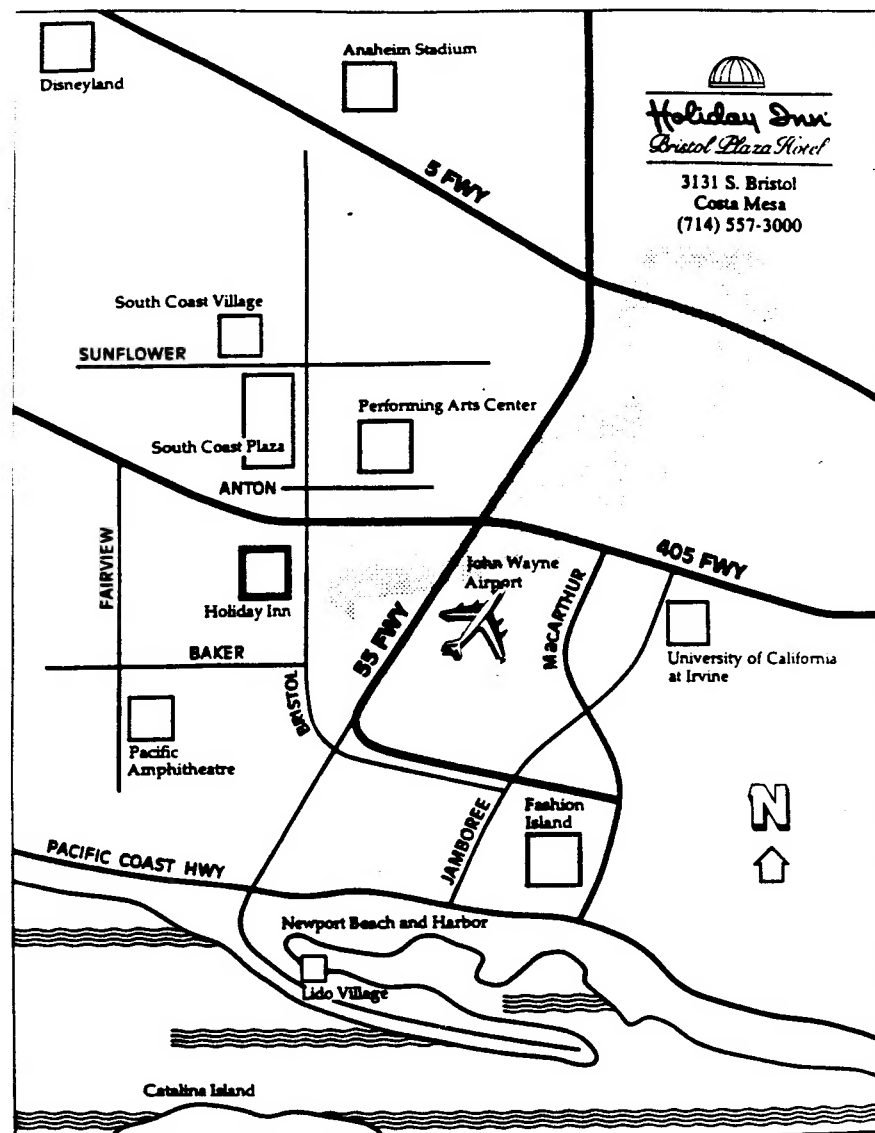 Disneyland
Anaheim Stadium
Holiday Inn
Bristol Plaza Hotel
3131 S. Bristol
Costa Mesa
(714) 557-3000
5 FWY
South Coast Village
SUNFLOWER
Performing Arts Center
South Coast Plaza
ANTON
FAIRVIEW
405 FWY
John Wayne
Airport
MacARTHUR
Holiday Inn
55 FWY
BAKER
University of California
at Irvine
BRISTOL
Pacific
Amphitheatre
JAMBOREE
Fashion
Island
N
PACIFIC COAST HWY
Newport Beach and Harbor
Lido Village
Catalina Island